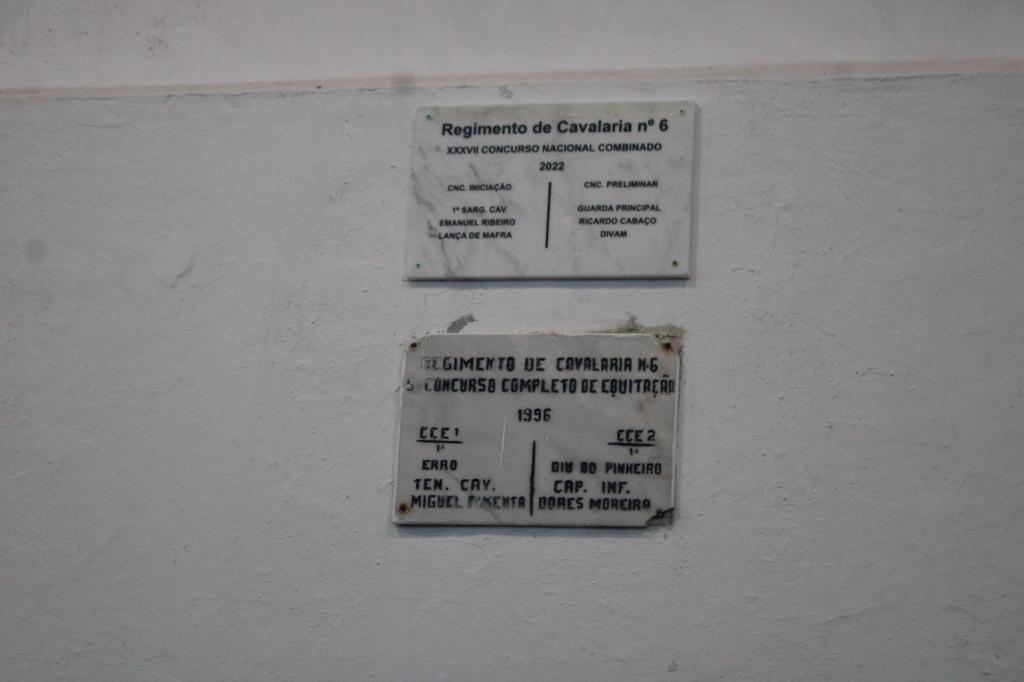 Regimento de Cavalaria nº 6
XXXVII CONCURSO NACIONAL COMBINADO
2022
CNC. INICIAÇÃO
1º SARG. CAV
EMANUEL RIBEIRO
LANÇA DE MAFRA
CNC. PRELIMINAR
GUARDA PRINCIPAL
RICARDO CABAÇO
DIVAM
REGIMENTO DE CAVALARIA Nº6
5º CONCURSO COMPLETO DE EQUITAÇÃO
1996
CCE 1
1º
ERRO
TEN. CAV.
MIGUEL PIMENTA
CCE 2
1º
DIU DO PINHEIRO
CAP. INF.
DORES MOREIRA